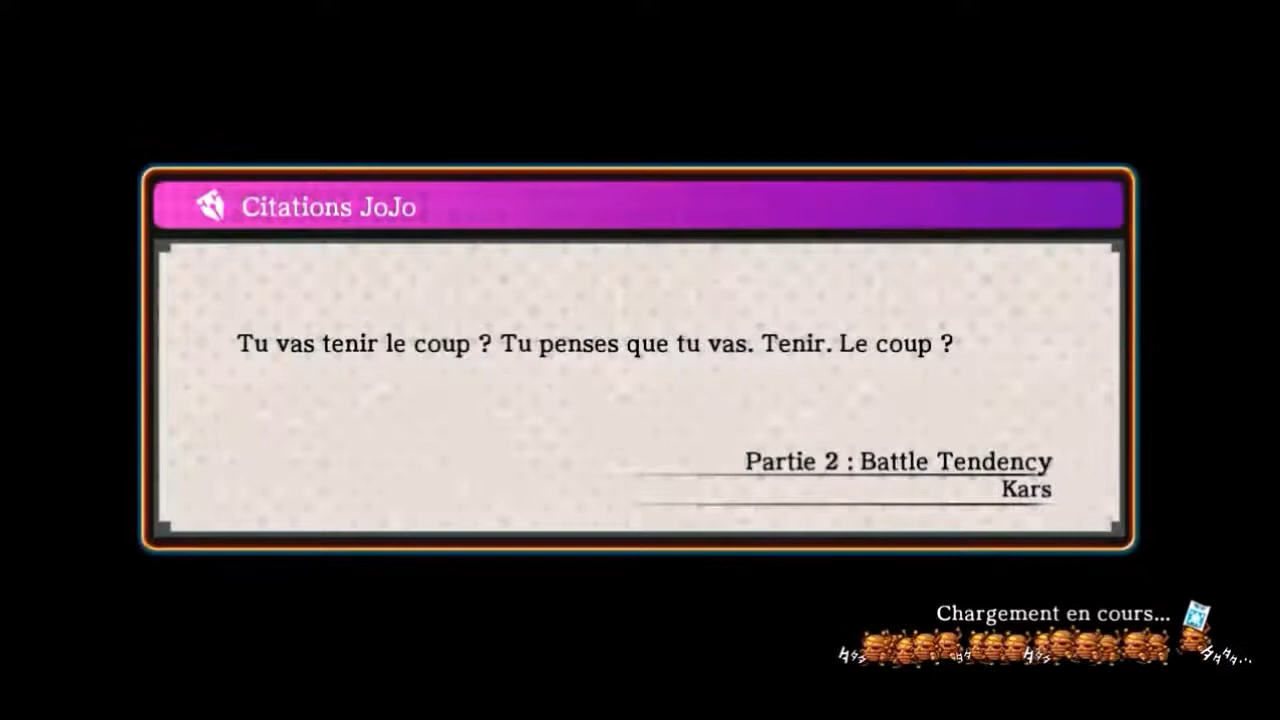 Citations JoJo
Tu vas tenir le coup ? Tu penses que tu vas. Tenir. Le coup ?
Partie 2 : Battle Tendency
Kars
Chargement en cours...